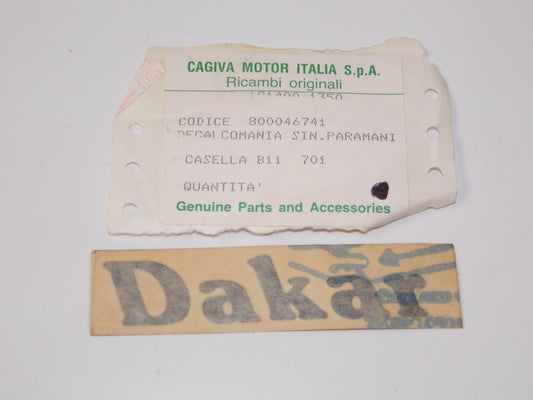 CAGIVA MOTOR ITALIA S.p.A.
Ricambi originali
CODICE 800046741
DECALCOMANIA SIN.PARAMANI
CASELLA B11 701
QUANTITA'
Genuine Parts and Accessories
Dakar